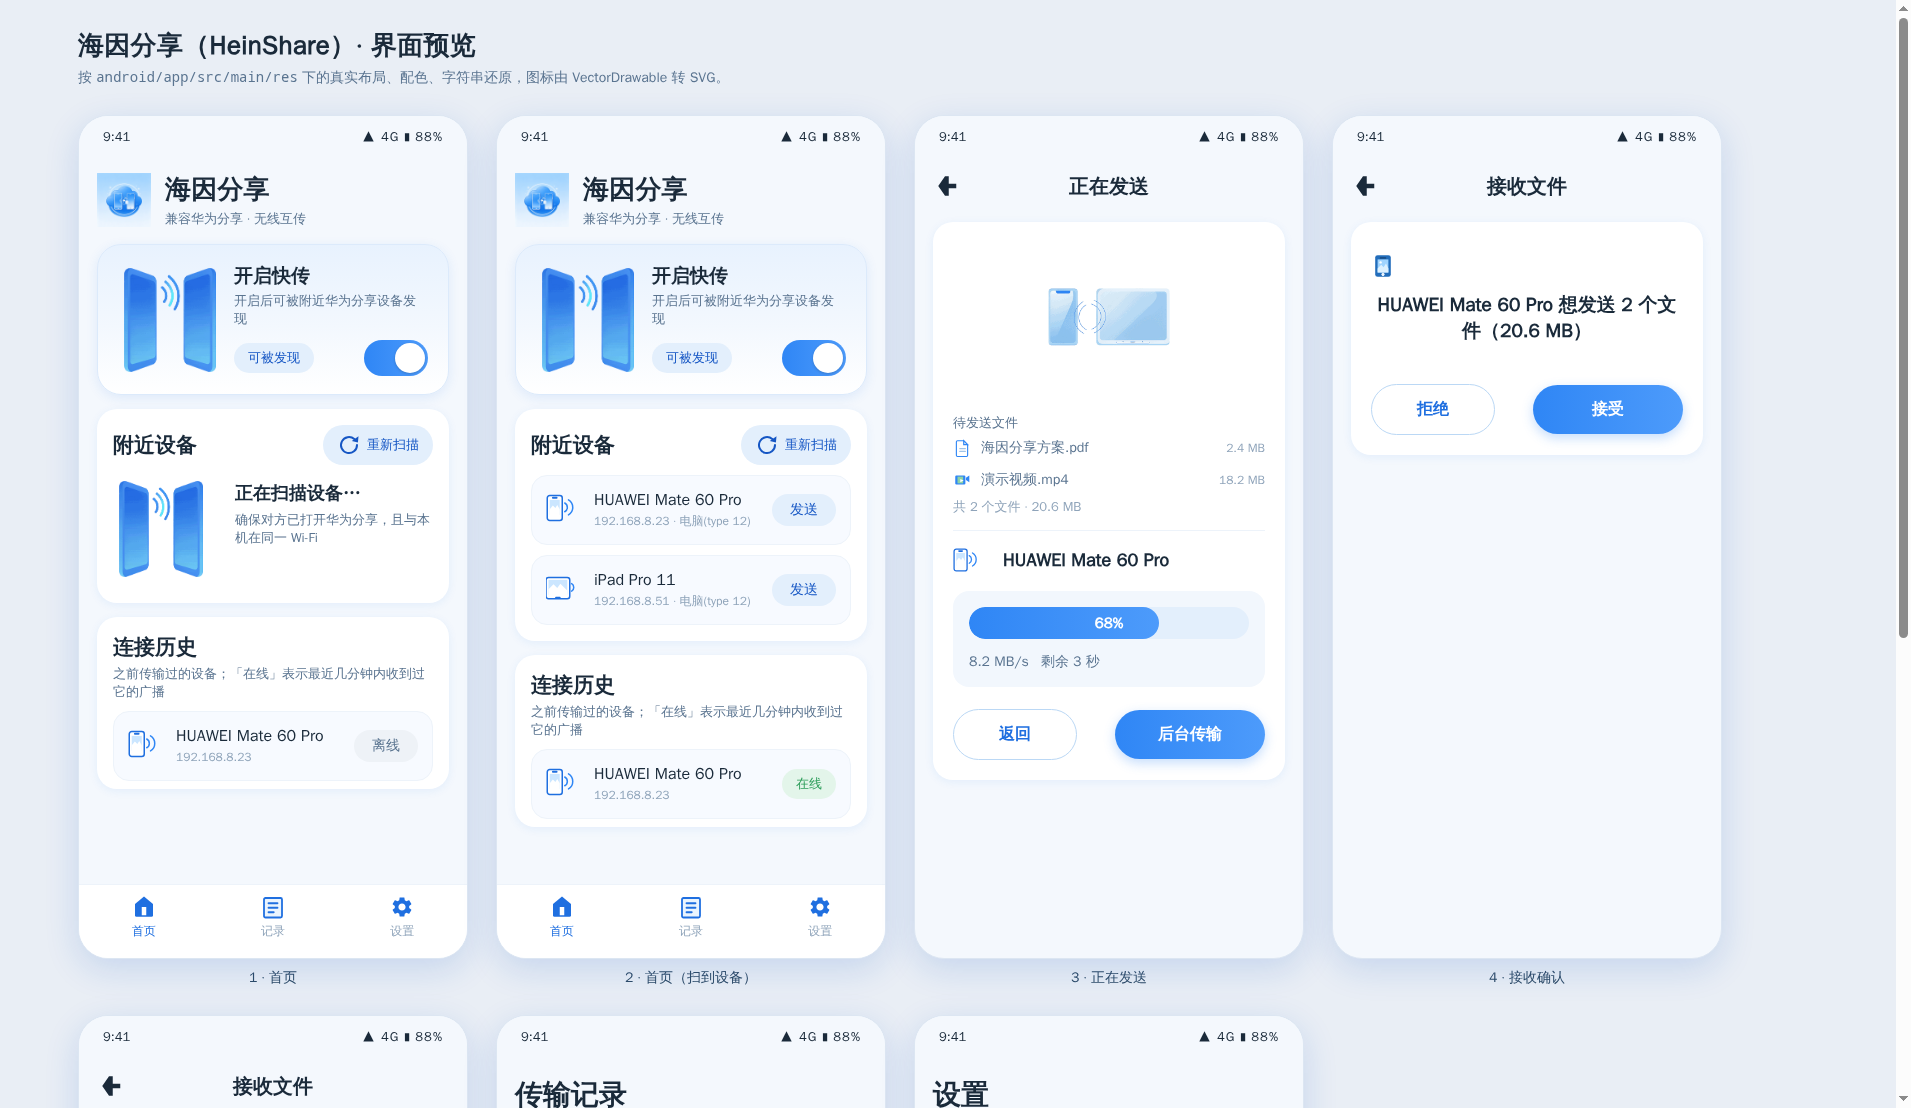 海因分享（HeinShare）· 界面预览
按 android/app/src/main/res 下的真实布局、配色、字符串还原，图标由 VectorDrawable 转 SVG。
9:41
4G 88%
海因分享
兼容华为分享 · 无线互传
开启快传
开启后可被附近华为分享设备发
现
可被发现
附近设备
重新扫描
正在扫描设备…
确保对方已打开华为分享，且与本
机在同一 Wi-Fi
连接历史
之前传输过的设备；「在线」表示最近几分钟内收到过
它的广播
HUAWEI Mate 60 Pro
192.168.8.23
离线
首页
记录
设置
1 · 首页
9:41
4G 88%
海因分享
兼容华为分享 · 无线互传
开启快传
开启后可被附近华为分享设备发
现
可被发现
附近设备
重新扫描
HUAWEI Mate 60 Pro
192.168.8.23 · 电脑(type 12)
发送
iPad Pro 11
192.168.8.51 · 电脑(type 12)
发送
连接历史
之前传输过的设备；「在线」表示最近几分钟内收到过
它的广播
HUAWEI Mate 60 Pro
192.168.8.23
在线
首页
记录
设置
2 · 首页（扫到设备）
9:41
4G 88%
正在发送
待发送文件
海因分享方案.pdf
2.4 MB
演示视频.mp4
18.2 MB
共 2 个文件 · 20.6 MB
HUAWEI Mate 60 Pro
68%
8.2 MB/s 剩余 3 秒
返回
后台传输
3 · 正在发送
9:41
4G 88%
接收文件
HUAWEI Mate 60 Pro 想发送 2 个文
件（20.6 MB）
拒绝
接受
4 · 接收确认
9:41
4G 88%
接收文件
9:41
4G 88%
传输记录
9:41
4G 88%
设置